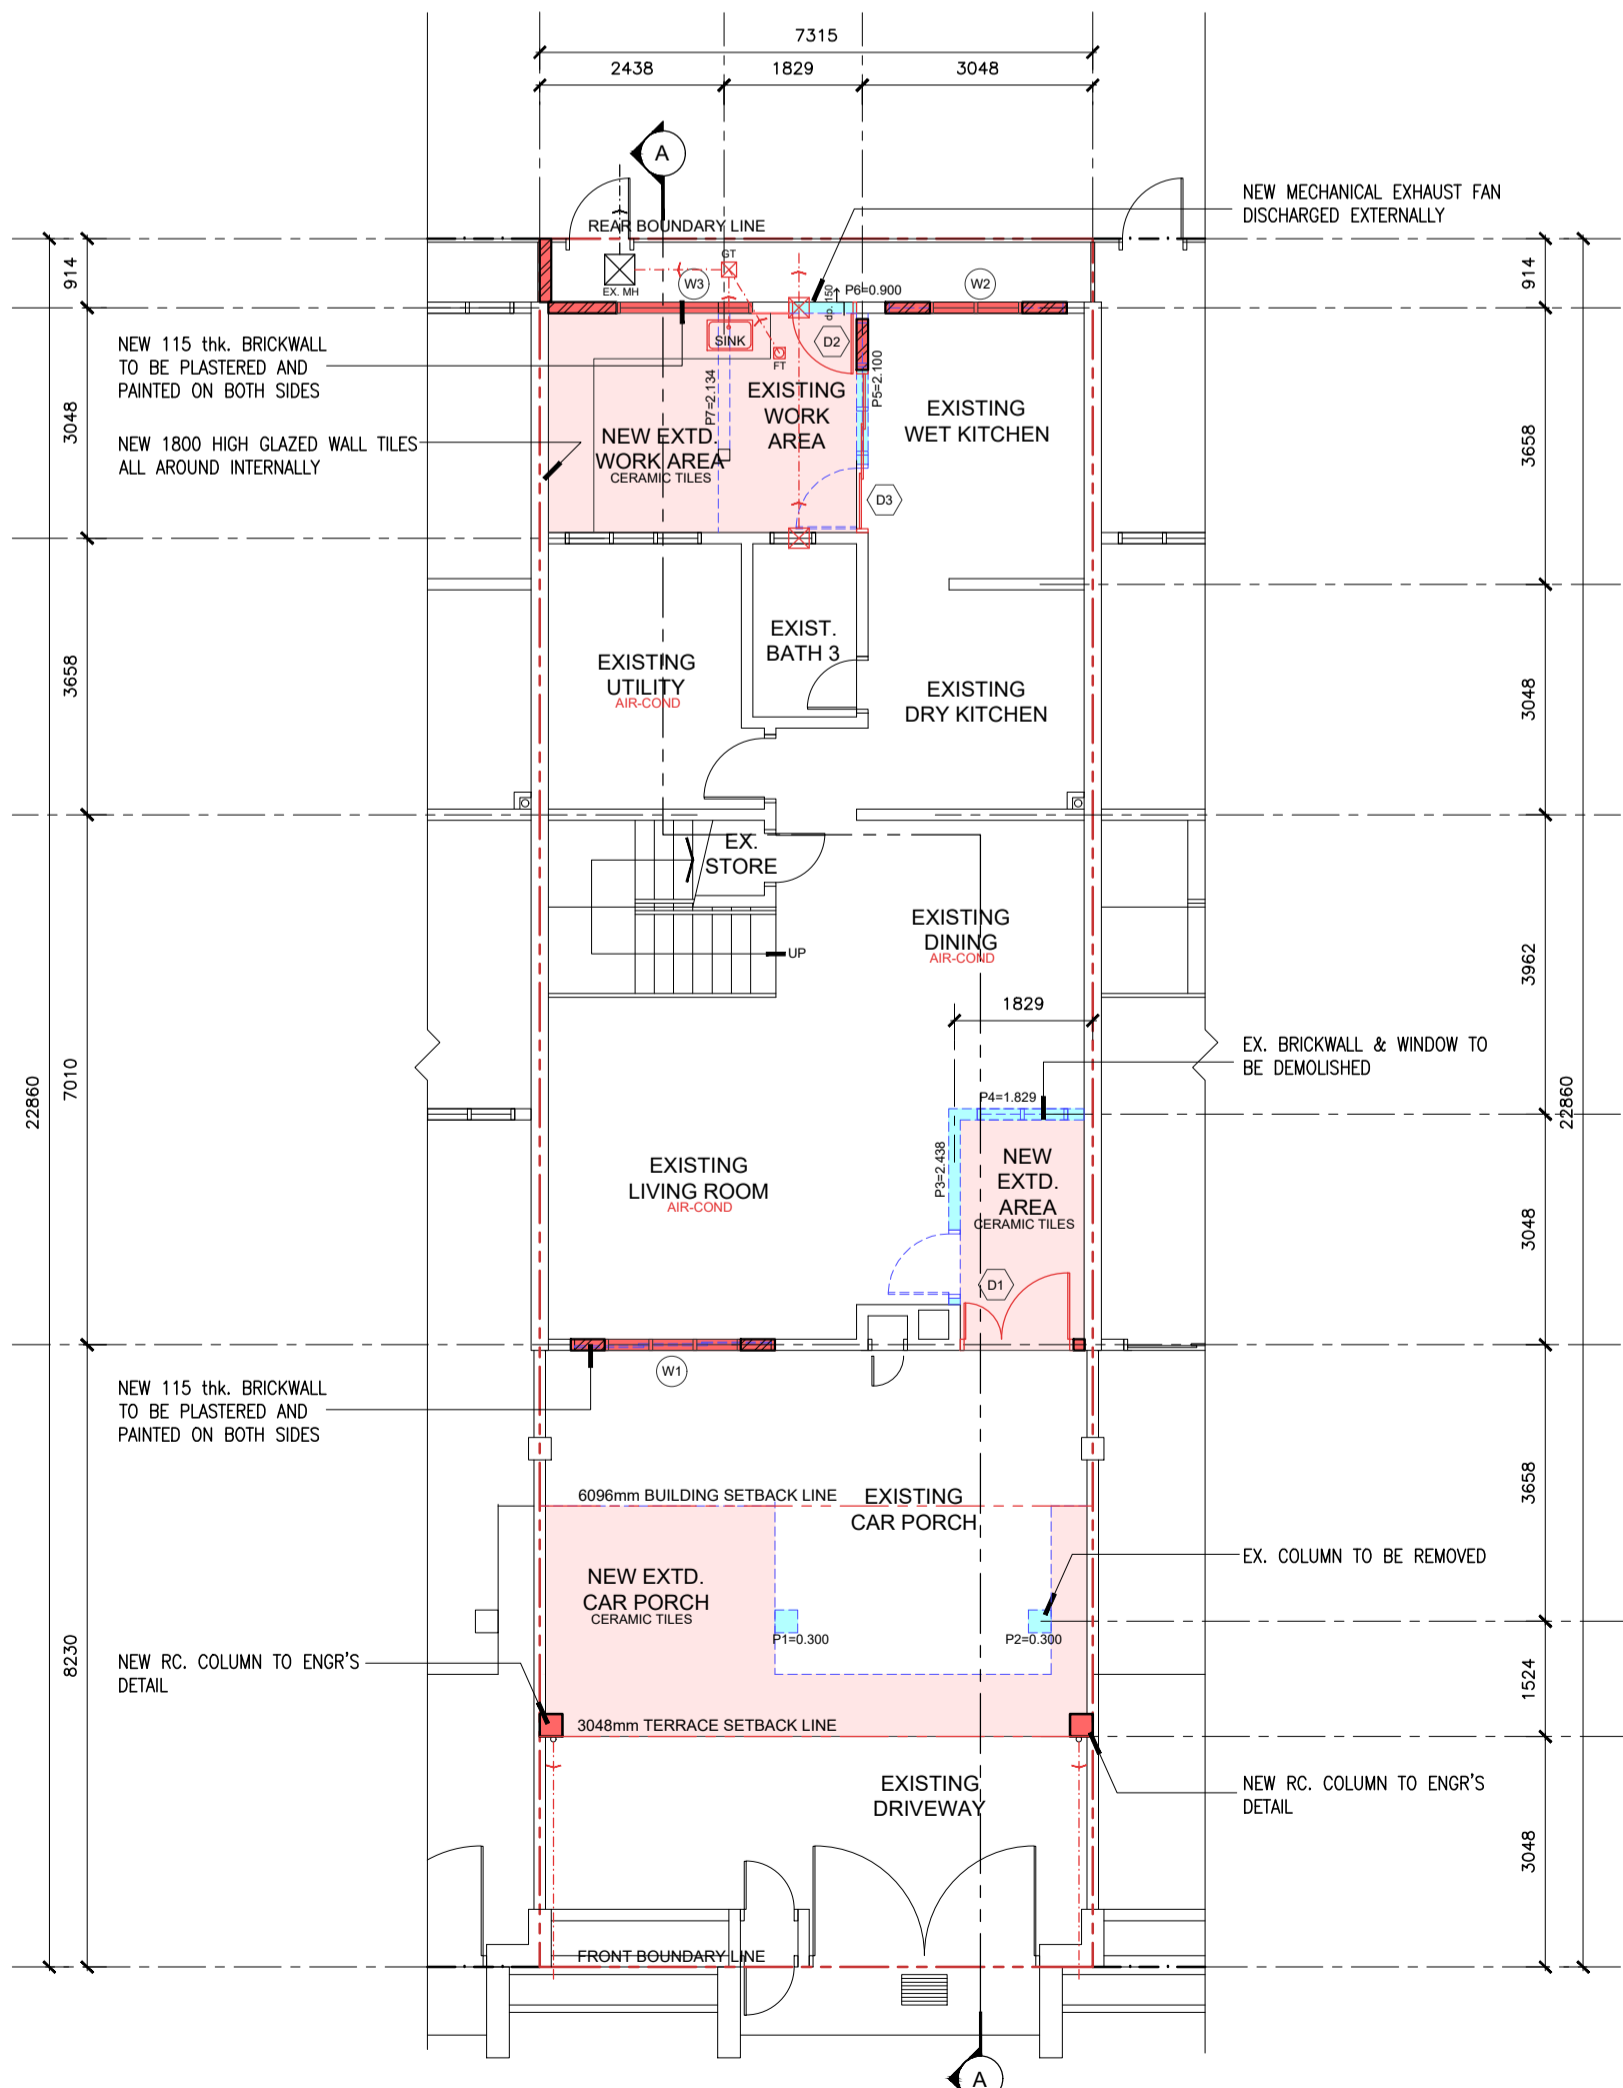 7315
2438
1829
3048
A
NEW MECHANICAL EXHAUST FAN
DISCHARGED EXTERNALLY
REAR BOUNDARY LINE
914
914
GT
EX. MH
W3
dp. 150
P6=0.900
W2
NEW 115 thk. BRICKWALL
TO BE PLASTERED AND
PAINTED ON BOTH SIDES
SINK
D2
FT
P5=2.100
P7=2.134
EXISTING
WORK
AREA
EXISTING
WET KITCHEN
3048
3658
NEW 1800 HIGH GLAZED WALL TILES
ALL AROUND INTERNALLY
NEW EXTD.
WORK AREA
CERAMIC TILES
D3
EXIST.
BATH 3
EXISTING
UTILITY
AIR-COND
EXISTING
DRY KITCHEN
3658
3048
EX.
STORE
UP
EXISTING
DINING
AIR-COND
3962
1829
EX. BRICKWALL & WINDOW TO
BE DEMOLISHED
22860
7010
22860
P4=1.829
P3=2.438
NEW
EXTD.
AREA
CERAMIC TILES
EXISTING
LIVING ROOM
AIR-COND
3048
D1
W1
NEW 115 thk. BRICKWALL
TO BE PLASTERED AND
PAINTED ON BOTH SIDES
6096mm BUILDING SETBACK LINE
EXISTING
CAR PORCH
3658
EX. COLUMN TO BE REMOVED
NEW EXTD.
CAR PORCH
CERAMIC TILES
P1=0.300
P2=0.300
8230
1524
NEW RC. COLUMN TO ENGR'S
DETAIL
3048mm TERRACE SETBACK LINE
EXISTING
DRIVEWAY
NEW RC. COLUMN TO ENGR'S
DETAIL
3048
FRONT BOUNDARY LINE
A